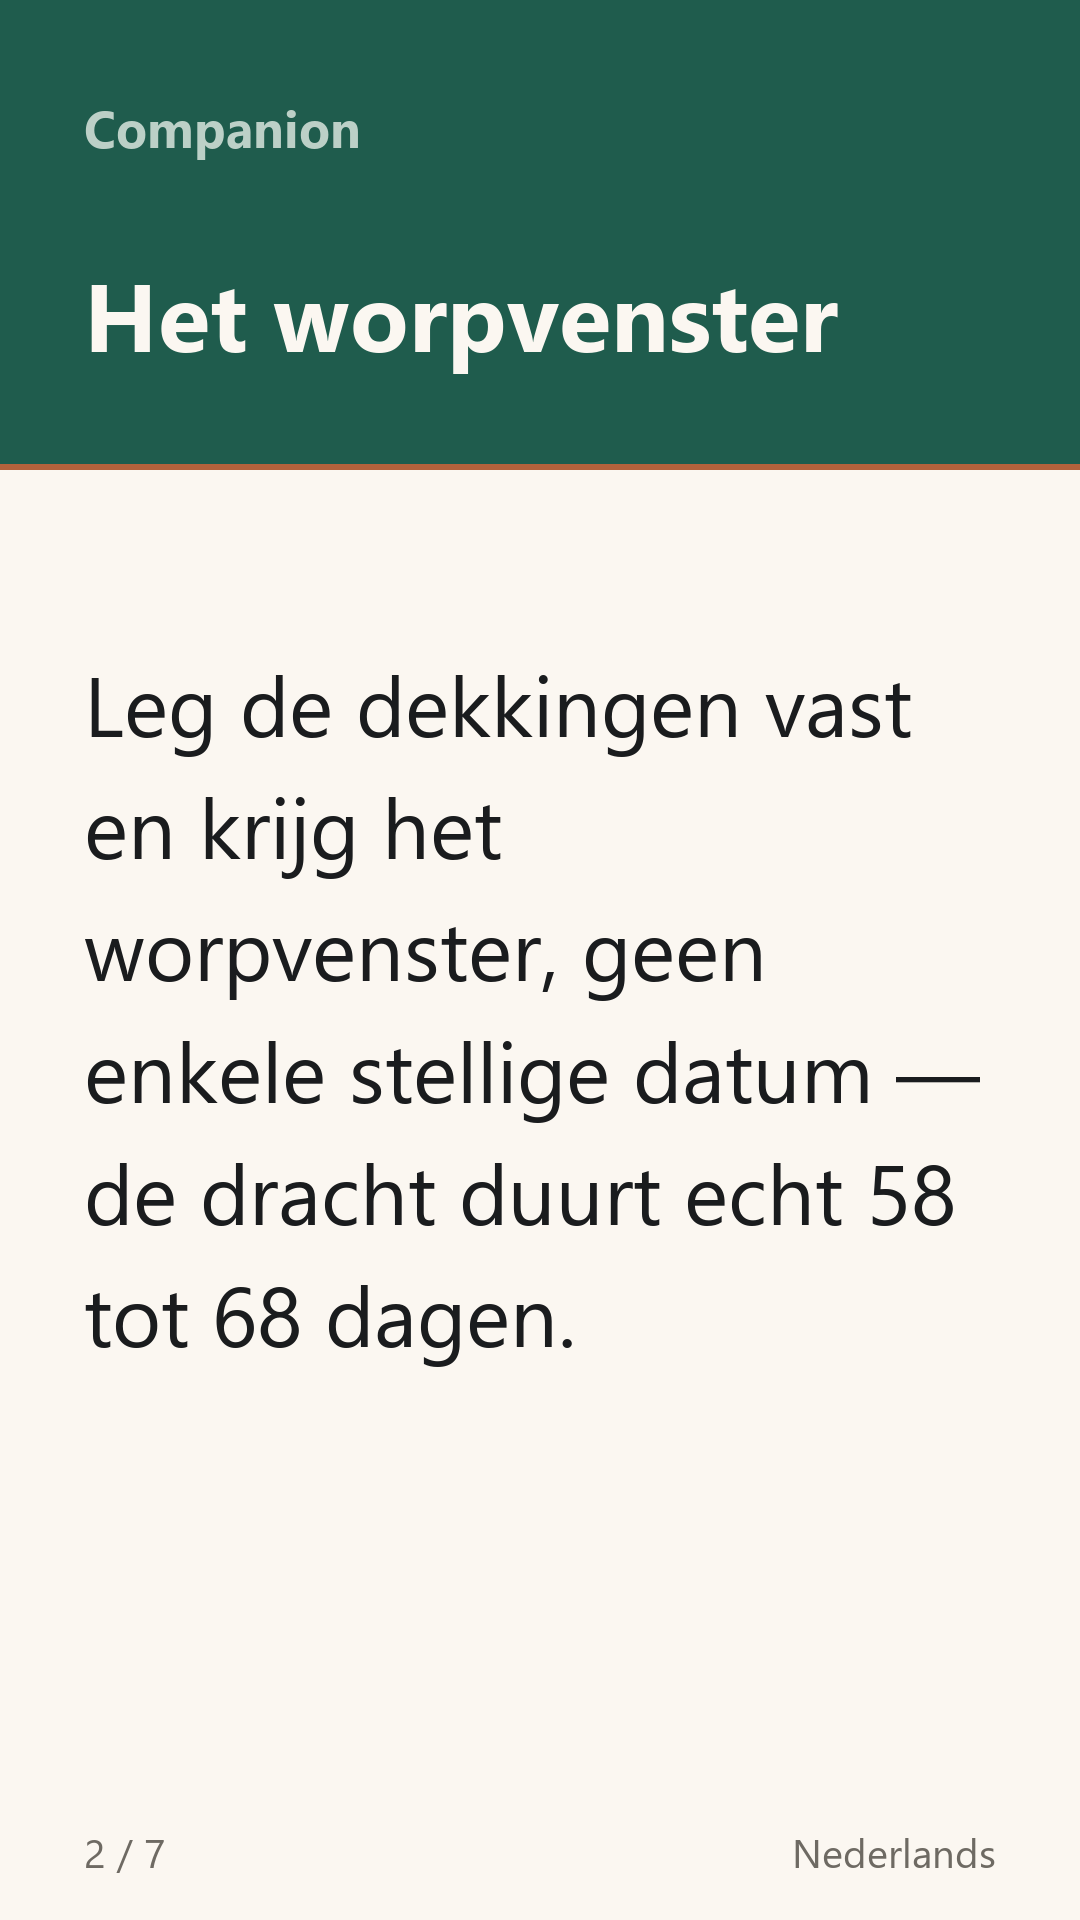 Companion
Het worpvenster
Leg de dekkingen vast
en krijg het
worpvenster, geen
enkele stellige datum —
de dracht duurt echt 58
tot 68 dagen.
2 / 7
Nederlands